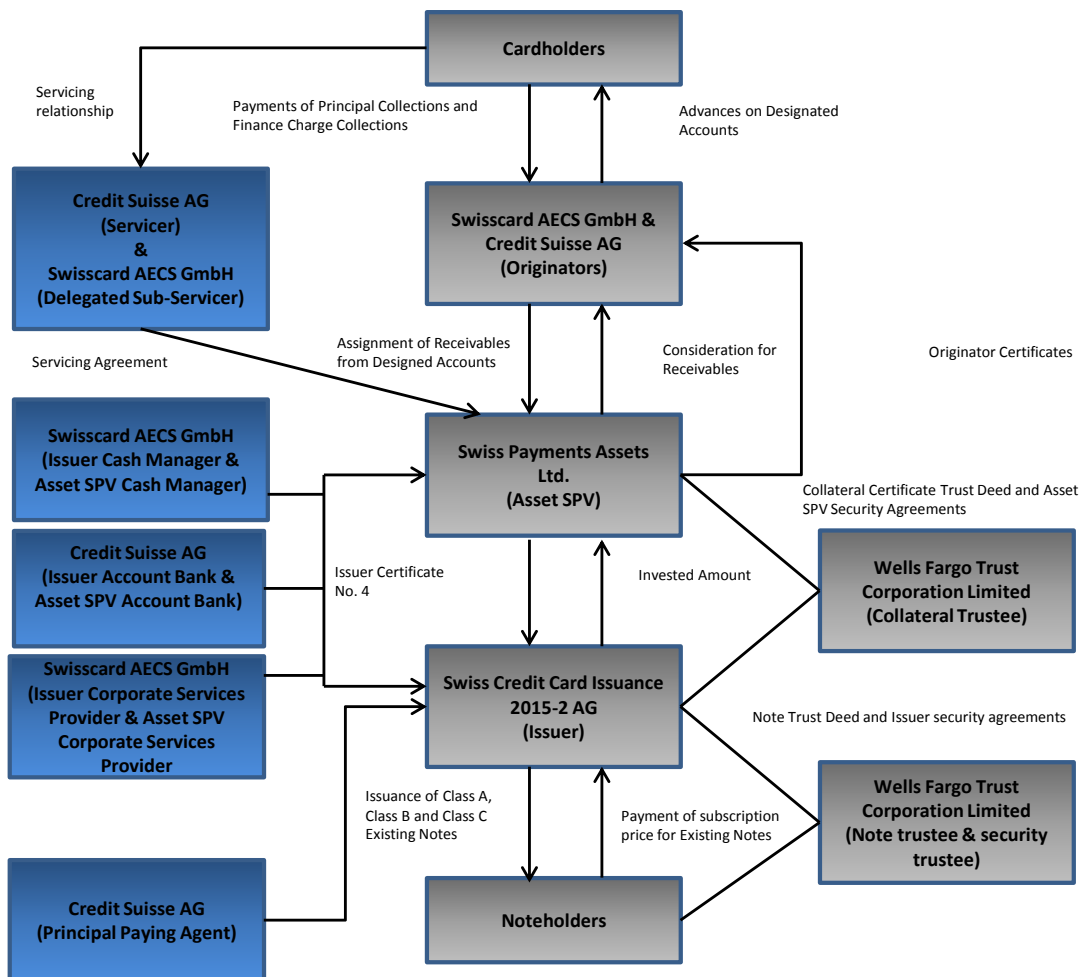 Cardholders
Servicing
relationship
Payments of Principal Collections and
Finance Charge Collections
Advances on Designated
Accounts
Credit Suisse AG
(Servicer)
&
Swisscard AECS GmbH
(Delegated Sub-Servicer)
Swisscard AECS GmbH &
Credit Suisse AG
(Originators)
Servicing Agreement
Assignment of Receivables
from Designed Accounts
Consideration for
Receivables
Originator Certificates
Swisscard AECS GmbH
(Issuer Cash Manager &
Asset SPV Cash Manager)
Swiss Payments Assets
Ltd.
(Asset SPV)
Collateral Certificate Trust Deed and Asset
SPV Security Agreements
Credit Suisse AG
(Issuer Account Bank &
Asset SPV Account Bank)
Issuer Certificate
No. 4
Invested Amount
Wells Fargo Trust
Corporation Limited
(Collateral Trustee)
Swisscard AECS GmbH
(Issuer Corporate Services
Provider & Asset SPV
Corporate Services
Provider
Swiss Credit Card Issuance
2015-2 AG
(Issuer)
Note Trust Deed and Issuer security agreements
Issuance of Class A,
Class B and Class C
Existing Notes
Payment of subscription
price for Existing Notes
Wells Fargo Trust
Corporation Limited
(Note trustee & security
trustee)
Credit Suisse AG
(Principal Paying Agent)
Noteholders